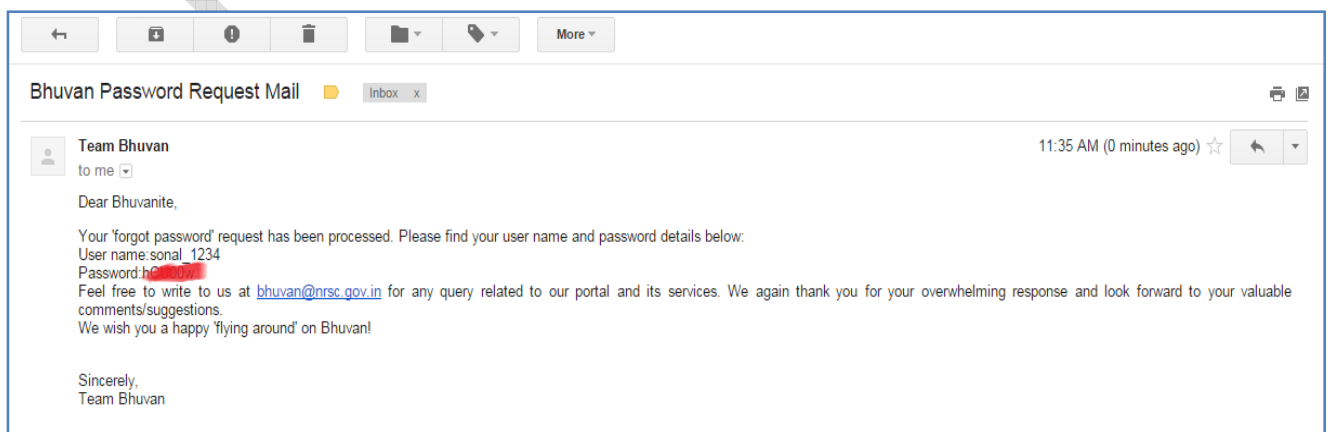 More
Bhuvan Password Request Mail
Inbox x
Team Bhuvan
11:35 AM (0 minutes ago)
to me
Dear Bhuvanite,
Your 'forgot password' request has been processed. Please find your user name and password details below:
User name:sonal_1234
Password:
Feel free to write to us at bhuvan@nrsc.gov.in for any query related to our portal and its services. We again thank you for your overwhelming response and look forward to your valuable
comments/suggestions.
We wish you a happy 'flying around' on Bhuvan!
Sincerely,
Team Bhuvan